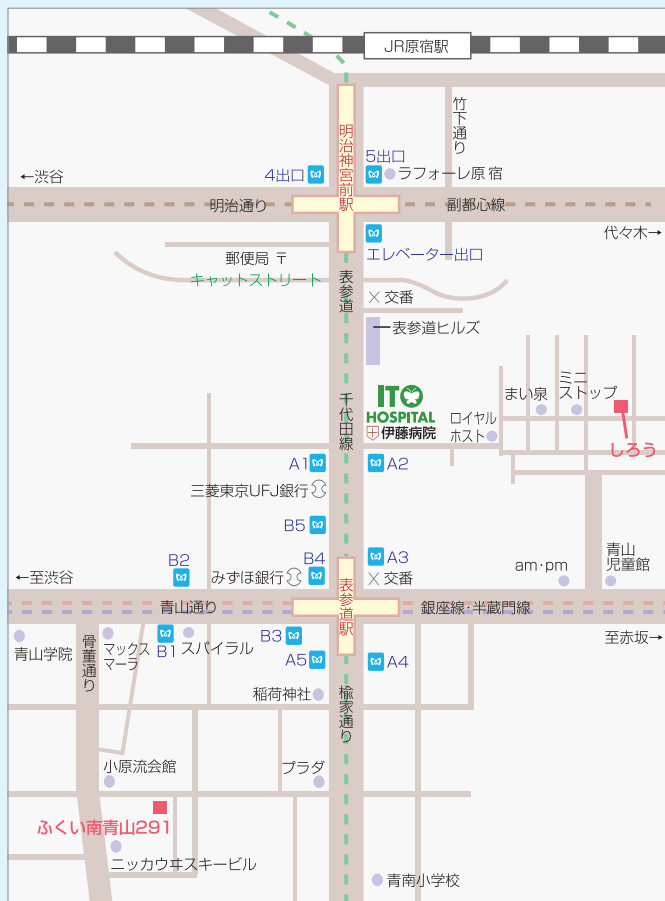 JR原宿駅
竹下通り
明治神宮前駅
5出口
4出口
ラフォーレ原宿
←渋谷
明治通り
副都心線
代々木→
エレベーター出口
郵便局 〒
キャットストリート
表参道
交番
表参道ヒルズ
千代田線
ITO
HOSPITAL
伊藤病院
ロイヤル
ホスト
まい泉
ミニ
ストップ
しろう
A1
A2
三菱東京UFJ銀行
B5
B4
A3
B2
みずほ銀行
交番
am·pm
青山
児童館
←至渋谷
青山通り
表参道駅
銀座線·半蔵門線
至赤坂→
青山学院
骨董通り
マックス
マーラ
B1
スパイラル
B3
A5
A4
稲荷神社
楡家通り
小原流会館
プラダ
ふくい南青山291
ニッカウヰスキービル
青南小学校